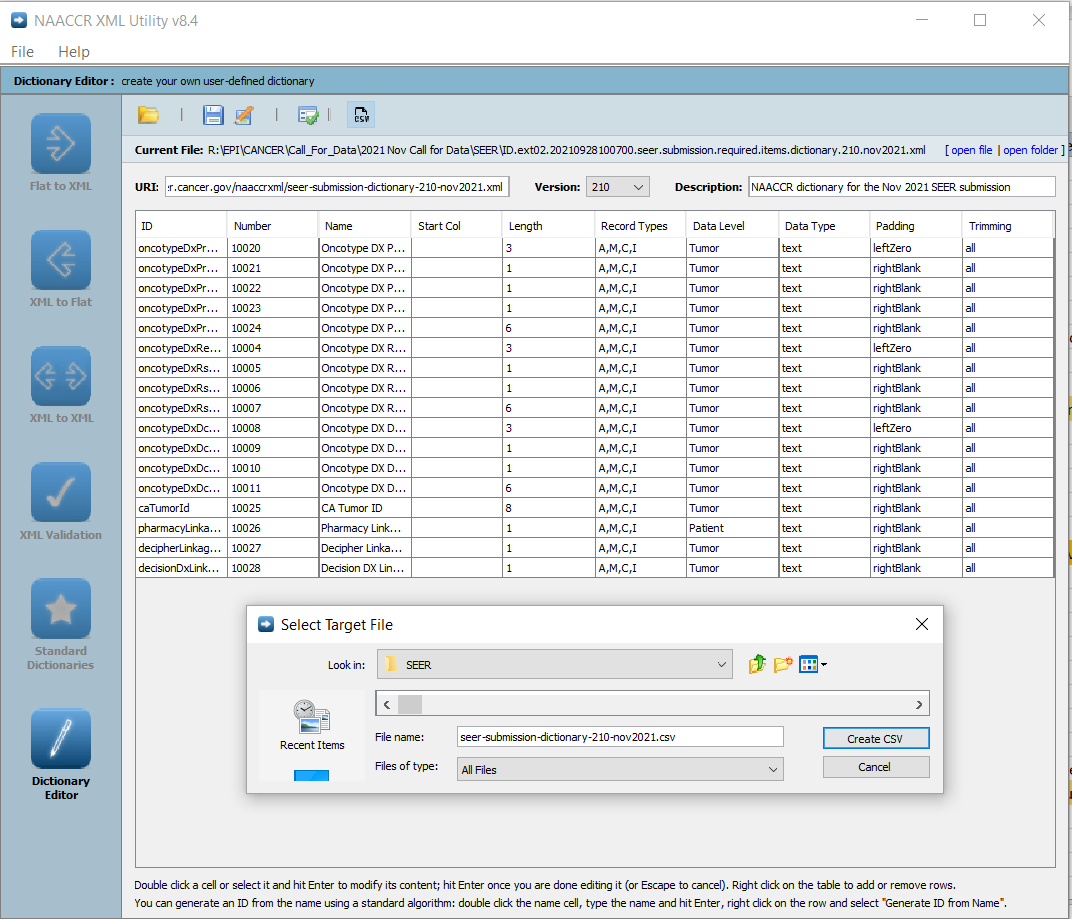 NAACCR XML Utility v8.4
File Help
Dictionary Editor : create your own user-defined dictionary
Flat to XML
XML to Flat
XML to XML
XML Validation
Standard
Dictionaries
Dictionary
Editor
CSV
Current File: R:\EPI\CANCER\Call_For_Data\2021 Nov Call for Data\SEER\ID.ext02.20210928100700.seer.submission.required.items.dictionary.210.nov2021.xml [ open file | open folder ]
URI: r.cancer.gov/naaccrxml/seer-submission-dictionary-210-nov2021.xml Version: 210 Description: NAACCR dictionary for the Nov 2021 SEER submission
ID Number Name Start Col Length Record Types Data Level Data Type Padding Trimming
oncotypeDxPr... 10020 Oncotype DX P... 3 A,M,C,I Tumor text leftZero all
oncotypeDxPr... 10021 Oncotype DX P... 1 A,M,C,I Tumor text rightBlank all
oncotypeDxPr... 10022 Oncotype DX P... 1 A,M,C,I Tumor text rightBlank all
oncotypeDxPr... 10023 Oncotype DX P... 1 A,M,C,I Tumor text rightBlank all
oncotypeDxPr... 10024 Oncotype DX P... 6 A,M,C,I Tumor text rightBlank all
oncotypeDxRe... 10004 Oncotype DX R... 3 A,M,C,I Tumor text leftZero all
oncotypeDxRs... 10005 Oncotype DX R... 1 A,M,C,I Tumor text rightBlank all
oncotypeDxRs... 10006 Oncotype DX R... 1 A,M,C,I Tumor text rightBlank all
oncotypeDxRs... 10007 Oncotype DX R... 6 A,M,C,I Tumor text rightBlank all
oncotypeDxDc... 10008 Oncotype DX D... 3 A,M,C,I Tumor text leftZero all
oncotypeDxDc... 10009 Oncotype DX D... 1 A,M,C,I Tumor text rightBlank all
oncotypeDxDc... 10010 Oncotype DX D... 1 A,M,C,I Tumor text rightBlank all
oncotypeDxDc... 10011 Oncotype DX D... 6 A,M,C,I Tumor text rightBlank all
caTumorId 10025 CA Tumor ID 8 A,M,C,I Tumor text rightBlank all
pharmacyLinka... 10026 Pharmacy Link... 1 A,M,C,I Patient text rightBlank all
decipherLinkag... 10027 Decipher Linka... 1 A,M,C,I Tumor text rightBlank all
decisionDxLink... 10028 Decision DX Lin... 1 A,M,C,I Tumor text rightBlank all
Select Target File
Look in: SEER
Recent Items
File name: seer-submission-dictionary-210-nov2021.csv Create CSV
Files of type: All Files Cancel
Double click a cell or select it and hit Enter to modify its content; hit Enter once you are done editing it (or Escape to cancel). Right click on the table to add or remove rows.
You can generate an ID from the name using a standard algorithm: double click the name cell, type the name and hit Enter, right click on the row and select "Generate ID from Name".